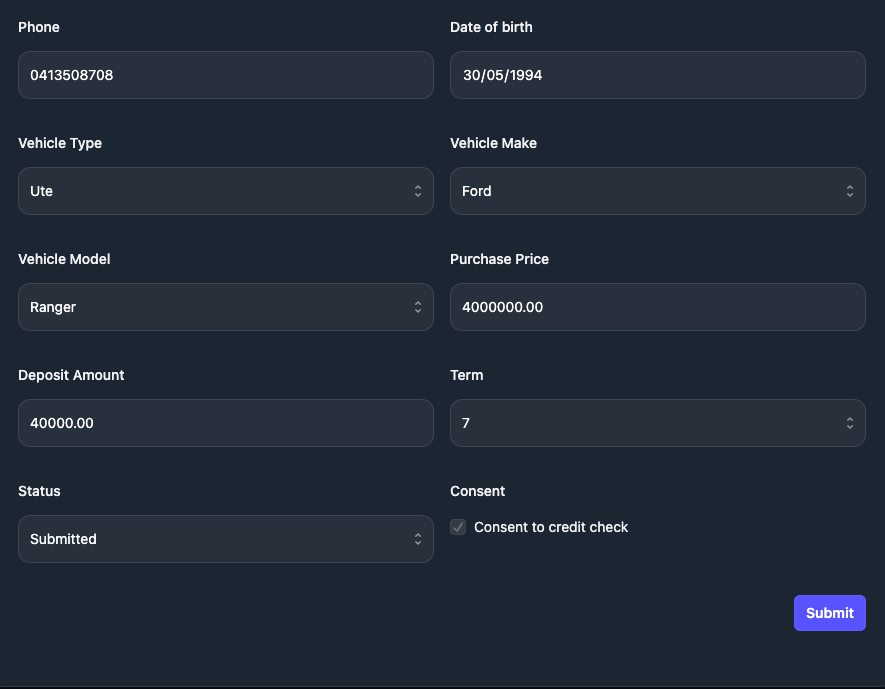 Phone
Date of birth
0413508708
30/05/1994
Vehicle Type
Vehicle Make
Ute
Ford
Vehicle Model
Purchase Price
Ranger
4000000.00
Deposit Amount
Term
40000.00
7
Status
Consent
Submitted
Consent to credit check
Submit